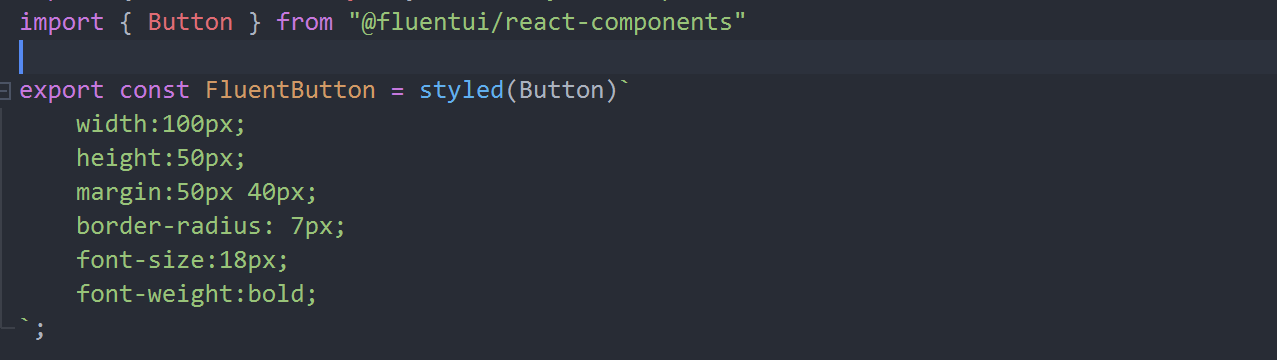 import { Button } from "@fluentui/react-components"
export const FluentButton = styled(Button)`
    width:100px;
    height:50px;
    margin:50px 40px;
    border-radius: 7px;
    font-size:18px;
    font-weight:bold;
`;